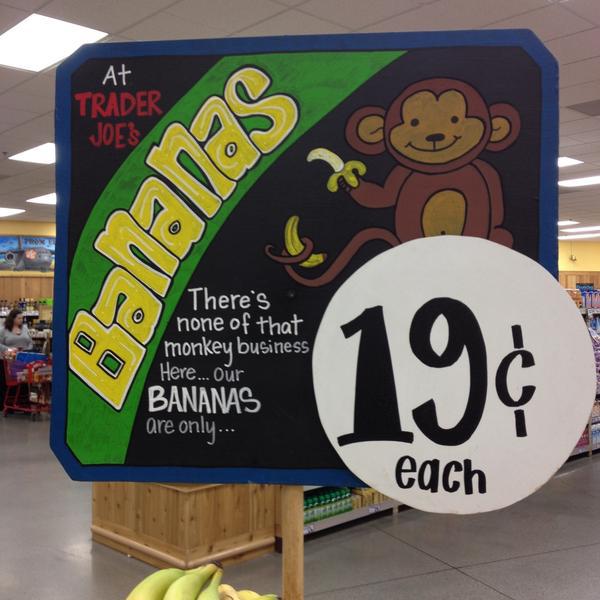 At
TRADER
JOE'S
Bananas
There's
none of that
monkey business
Here... our
BANANAS
are only...
19¢
each